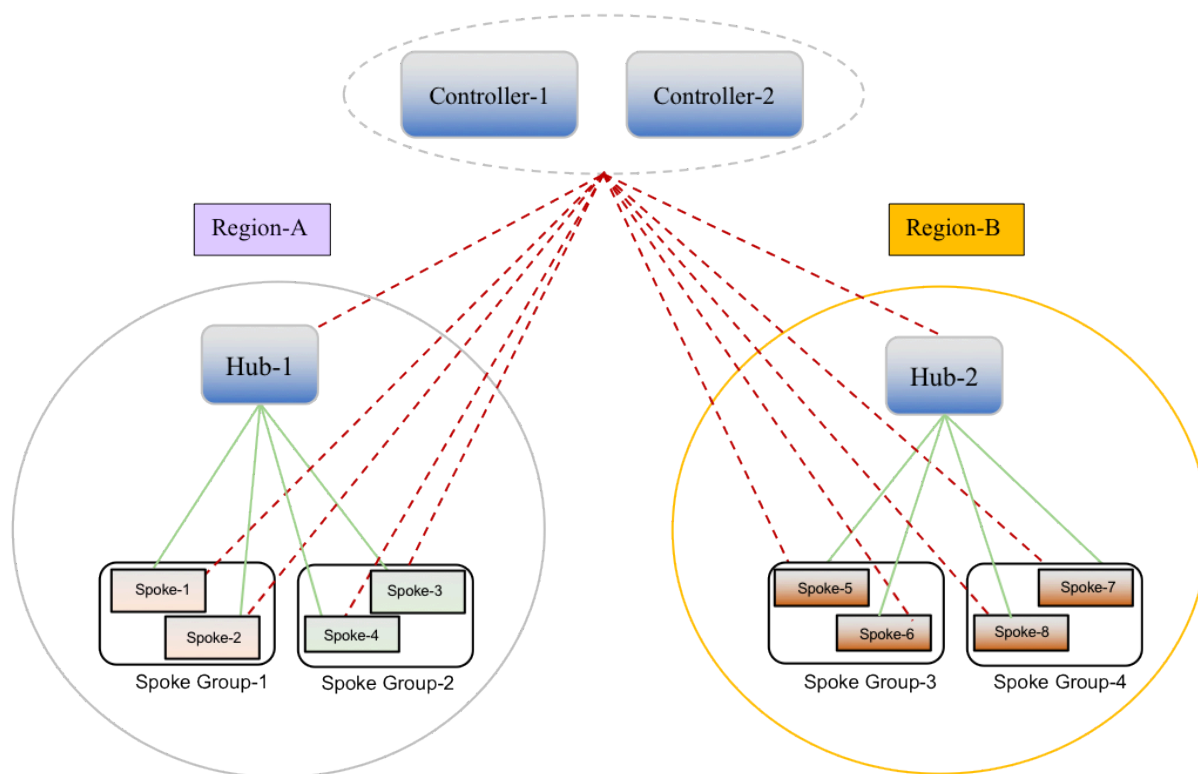 Controller-1
Controller-2
Region-A
Region-B
Hub-1
Hub-2
Spoke-1
Spoke-2
Spoke-3
Spoke-4
Spoke Group-1
Spoke Group-2
Spoke-5
Spoke-6
Spoke-7
Spoke-8
Spoke Group-3
Spoke Group-4